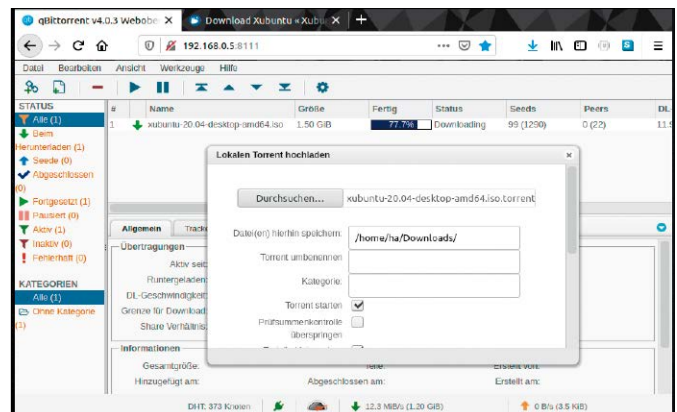 qBittorrent v4.0.3 Webober
Download Xubuntu « Xubu
192.168.0.5:8111
Datei Bearbeiten Ansicht Werkzeuge Hilfe
STATUS
Alle (1)
Beim Herunterladen (1)
Seede (0)
Abgeschlossen (0)
Fortgesetzt (1)
Pausiert (0)
Aktiv (1)
Inaktiv (0)
Fehlerhaft (0)
KATEGORIEN
Alle (1)
Ohne Kategorie (1)
# Name Größe Fertig Status Seeds Peers DL-
1 xubuntu-20.04-desktop-amd64.iso 1.50 GiB 77.7% Downloading 99 (1290) 0 (22) 11.9
Lokalen Torrent hochladen
Durchsuchen... xubuntu-20.04-desktop-amd64.iso.torrent
Datei(en) hierhin speichern: /home/ha/Downloads/
Torrent umbenennen
Kategorie:
Torrent starten
Prüfsummenkontrolle überspringen
Allgemein Tracke
Übertragungen
Aktiv seit:
Runtergeladen:
DL-Geschwindigkeit:
Grenze für Download:
Share Verhältnis:
Informationen
Gesamtgröße: Teile: Erstellt von:
Hinzugefügt am: Abgeschlossen am: Erstellt am:
DHT: 373 Knoten 12.3 MiB/s (1.20 GiB) 0 B/s (3.5 KiB)